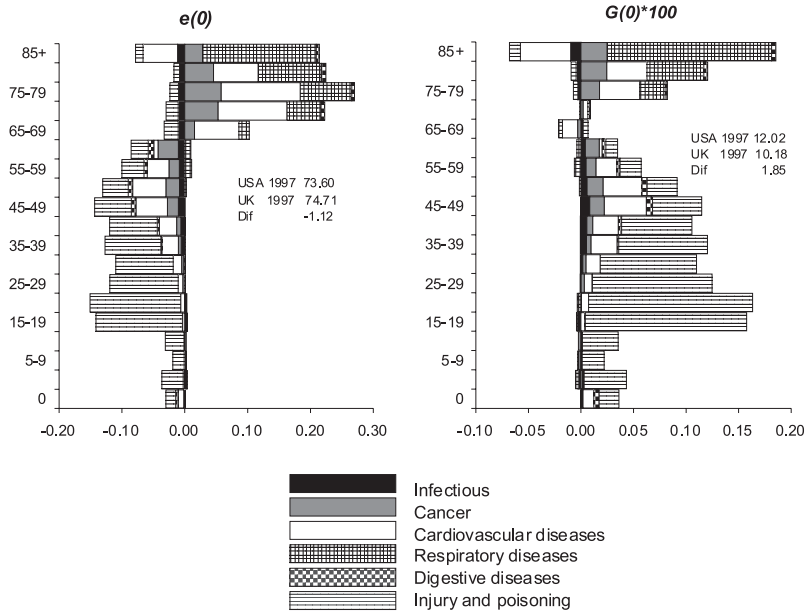 e(0)
85+
75-79
65-69
55-59
45-49
35-39
25-29
15-19
5-9
0
-0.20 -0.10 0.00 0.10 0.20 0.30
USA 1997 73.60
UK 1997 74.71
Dif -1.12
G(0)*100
85+
75-79
65-69
55-59
45-49
35-39
25-29
15-19
5-9
0
-0.10 -0.05 0.00 0.05 0.10 0.15 0.20
USA 1997 12.02
UK 1997 10.18
Dif 1.85
Infectious
Cancer
Cardiovascular diseases
Respiratory diseases
Digestive diseases
Injury and poisoning